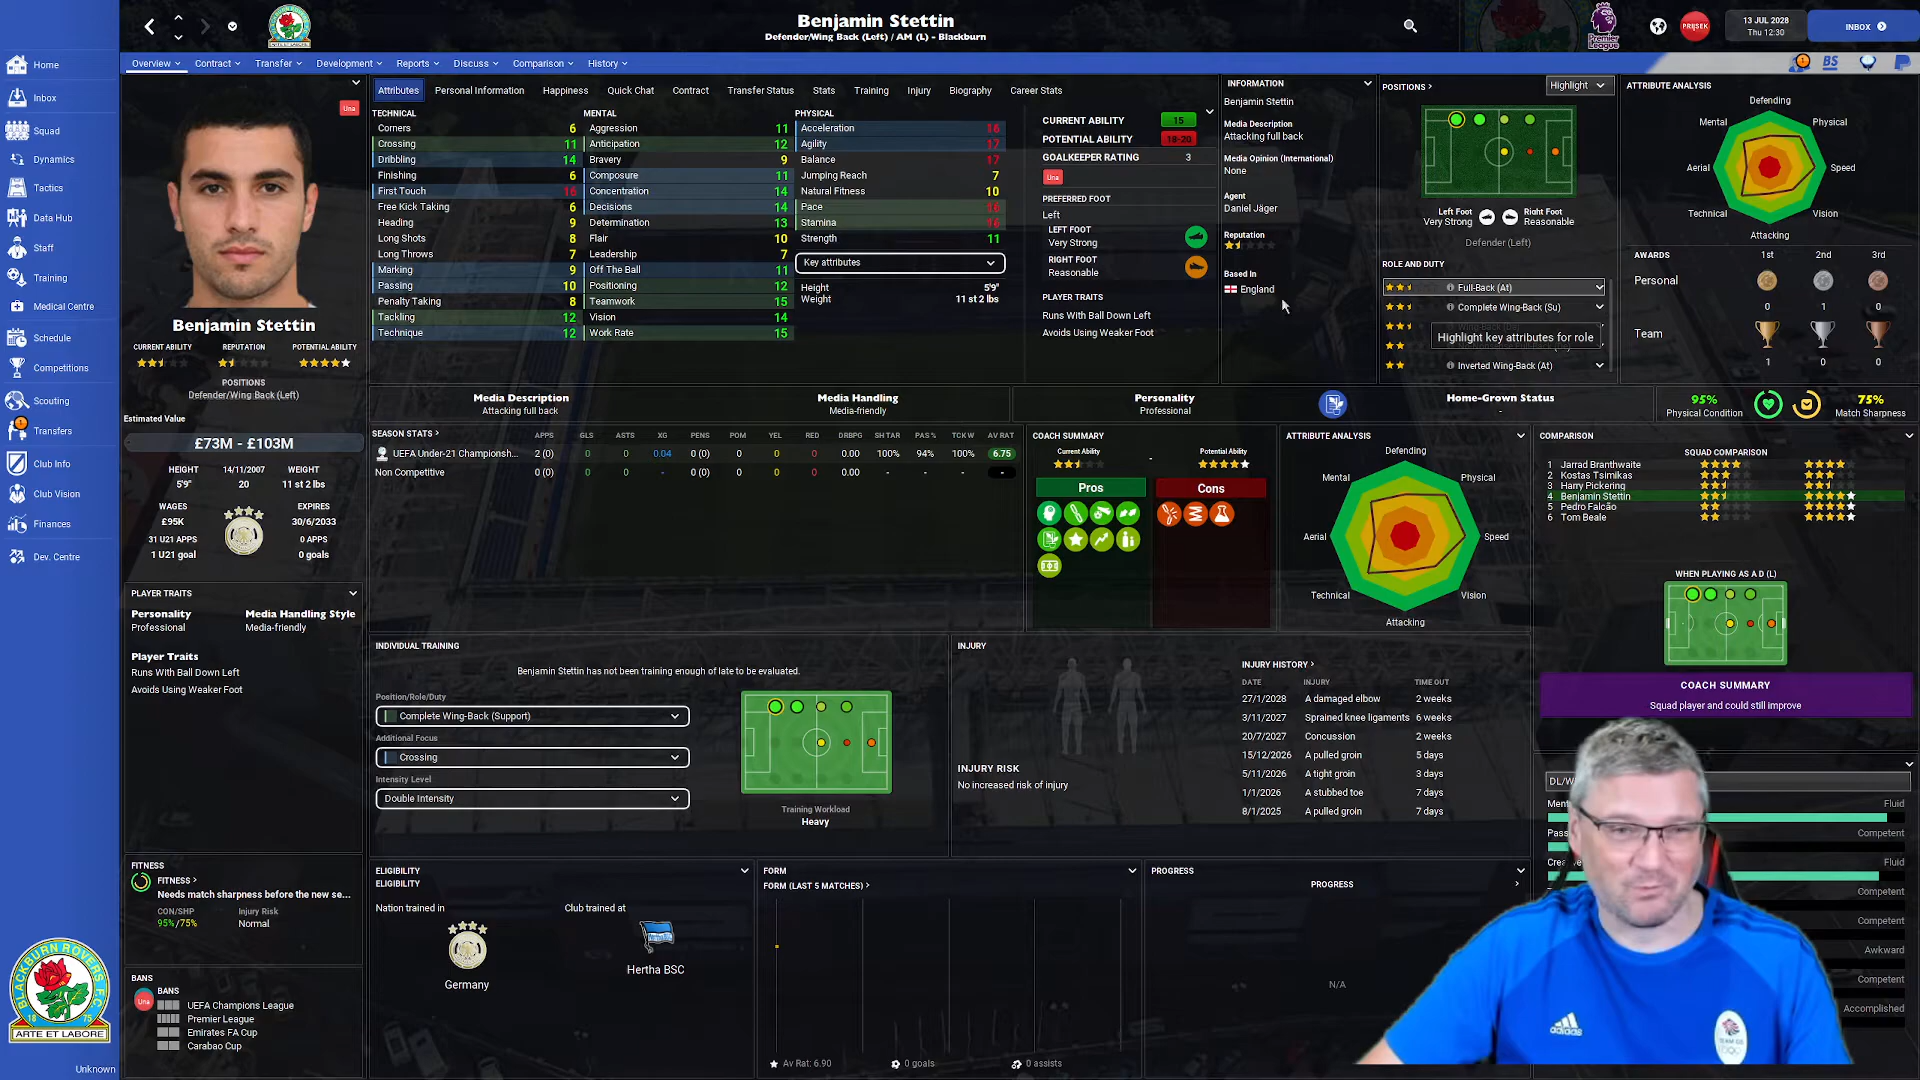 Benjamin Stettin
Defender/Wing Back (Left) / AM (L) - Blackburn
13 JUL 2028
Thu 12:30
INBOX
Premier League
PRESEK
ARTE ET LABORE
Home
Inbox
Squad
Dynamics
Tactics
Data Hub
Staff
Training
Medical Centre
Schedule
Competitions
Scouting
Transfers
Club Info
Club Vision
Finances
Dev. Centre
BLACKBURN ROVERS F.C.
18 75
ARTE ET LABORE
Unknown
Overview Contract Transfer Development Reports Discuss Comparison History
BS
Una
Benjamin Stettin
CURRENT ABILITY REPUTATION POTENTIAL ABILITY
POSITIONS
Defender/Wing Back (Left)
Estimated Value
£73M - £103M
HEIGHT 14/11/2007 WEIGHT
5'9" 20 11 st 2 lbs
WAGES EXPIRES
£95K 30/6/2033
31 U21 APPS 0 APPS
1 U21 goal 0 goals
PLAYER TRAITS
Personality Media Handling Style
Professional Media-friendly
Player Traits
Runs With Ball Down Left
Avoids Using Weaker Foot
FITNESS
FITNESS >
Needs match sharpness before the new se...
CON/SHP Injury Risk
95%/75% Normal
BANS
BANS
Una
UEFA Champions League
Premier League
Emirates FA Cup
Carabao Cup
Attributes Personal Information Happiness Quick Chat Contract Transfer Status Stats Training Injury Biography Career Stats
TECHNICAL
Corners 6
Crossing 11
Dribbling 14
Finishing 6
First Touch 16
Free Kick Taking 6
Heading 9
Long Shots 8
Long Throws 7
Marking 9
Passing 10
Penalty Taking 8
Tackling 12
Technique 12
MENTAL
Aggression 11
Anticipation 12
Bravery 9
Composure 11
Concentration 14
Decisions 14
Determination 13
Flair 10
Leadership 7
Off The Ball 11
Positioning 12
Teamwork 15
Vision 14
Work Rate 15
PHYSICAL
Acceleration 16
Agility 17
Balance 17
Jumping Reach 7
Natural Fitness 10
Pace 16
Stamina 16
Strength 11
Key attributes
Height 5'9"
Weight 11 st 2 lbs
CURRENT ABILITY 15
POTENTIAL ABILITY 18-20
GOALKEEPER RATING 3
Una
PREFERRED FOOT
Left
LEFT FOOT
Very Strong
RIGHT FOOT
Reasonable
PLAYER TRAITS
Runs With Ball Down Left
Avoids Using Weaker Foot
INFORMATION
Benjamin Stettin
Media Description
Attacking full back
Media Opinion (International)
None
Agent
Daniel Jäger
Reputation
Based In
England
POSITIONS >
Highlight
Left Foot Right Foot
Very Strong Reasonable
Defender (Left)
ROLE AND DUTY
Full-Back (At)
Complete Wing-Back (Su)
Highlight key attributes for role
Inverted Wing-Back (At)
ATTRIBUTE ANALYSIS
Defending
Mental Physical
Aerial Speed
Technical Vision
Attacking
AWARDS 1st 2nd 3rd
Personal
0 1 0
Team
1 0 0
Media Description
Attacking full back
Media Handling
Media-friendly
Personality
Professional
Home-Grown Status
-
95%
Physical Condition
75%
Match Sharpness
SEASON STATS > APPS GLS ASTS XG PENS POM YEL RED DRBPG SH TAR PAS % TCK W AV RAT
UEFA Under-21 Championsh... 2 (0) 0 0 0.04 0 (0) 0 0 0 0.00 100% 94% 100% 6.75
Non Competitive 0 (0) 0 0 - 0 (0) 0 0 0 0.00 - - - -
COACH SUMMARY
Current Ability - Potential Ability
Pros Cons
ATTRIBUTE ANALYSIS
Defending
Mental Physical
Aerial Speed
Technical Vision
Attacking
COMPARISON
SQUAD COMPARISON
1 Jarrad Branthwaite
2 Kostas Tsimikas
3 Harry Pickering
4 Benjamin Stettin
5 Pedro Falcão
6 Tom Beale
WHEN PLAYING AS A D (L)
COACH SUMMARY
Squad player and could still improve
DL/W
Ment Fluid
Pass Competent
Crea Fluid
Competent
Competent
Awkward
Competent
Accomplished
INDIVIDUAL TRAINING
Benjamin Stettin has not been training enough of late to be evaluated.
Position/Role/Duty
Complete Wing-Back (Support)
Additional Focus
Crossing
Intensity Level
Double Intensity
Training Workload
Heavy
INJURY
INJURY RISK
No increased risk of injury
INJURY HISTORY >
DATE INJURY TIME OUT
27/1/2028 A damaged elbow 2 weeks
3/11/2027 Sprained knee ligaments 6 weeks
20/7/2027 Concussion 2 weeks
15/12/2026 A pulled groin 5 days
5/11/2026 A tight groin 3 days
1/1/2026 A stubbed toe 7 days
8/1/2025 A pulled groin 7 days
ELIGIBILITY
ELIGIBILITY
Nation trained in Club trained at
Germany Hertha BSC
FORM
FORM (LAST 5 MATCHES) >
Av Rat: 6.90 0 goals 0 assists
PROGRESS
PROGRESS >
N/A
adidas
TEAM GB